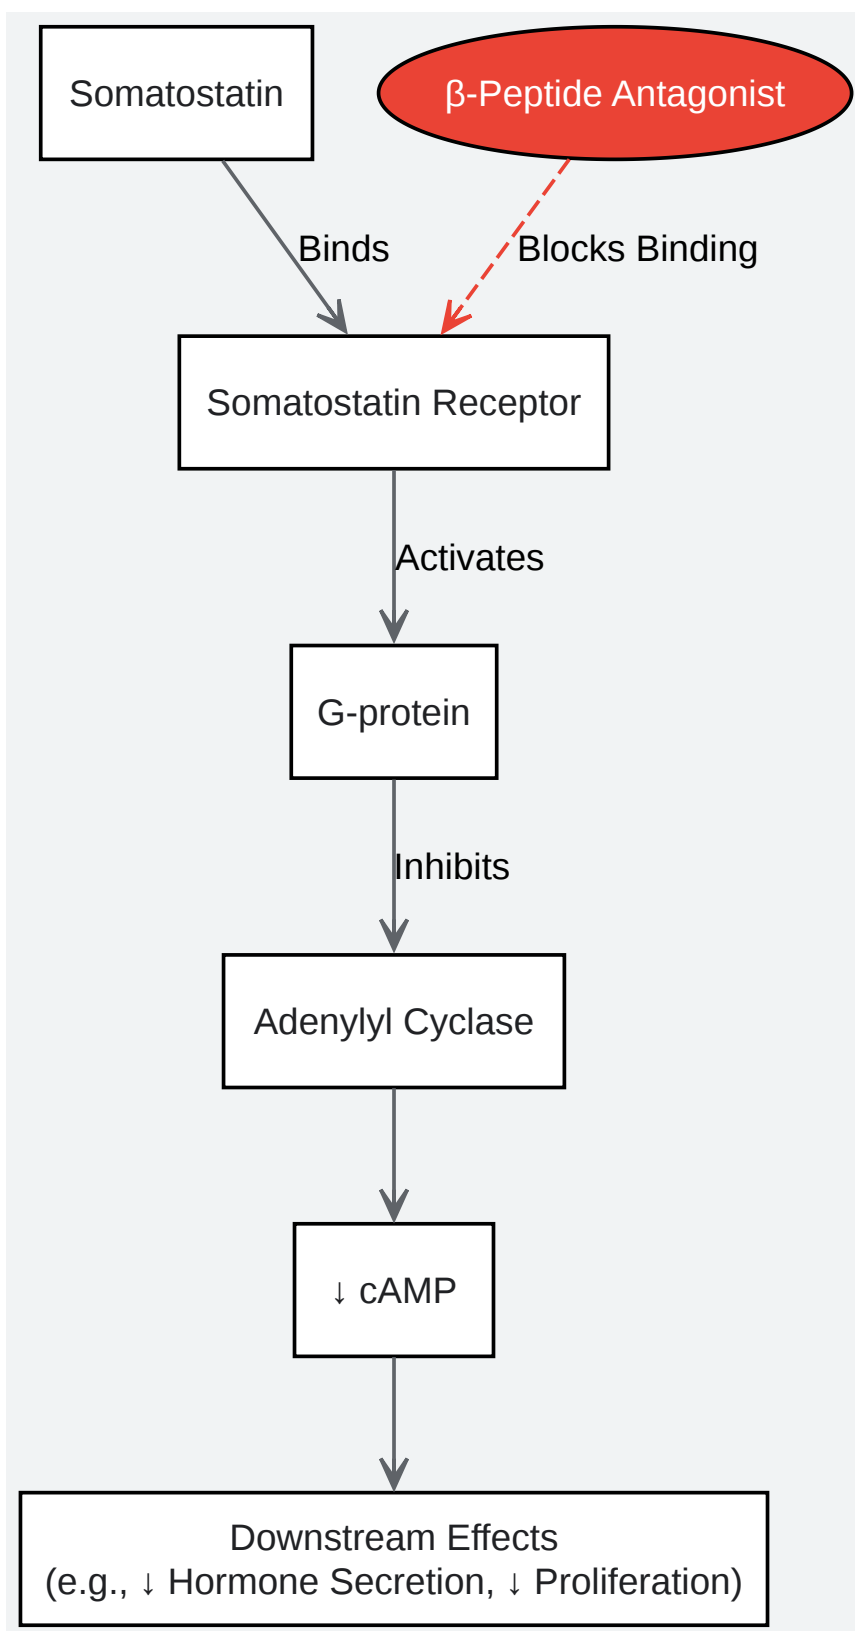 Somatostatin
β-Peptide Antagonist
Binds
Blocks Binding
Somatostatin Receptor
Activates
G-protein
Inhibits
Adenylyl Cyclase
↓ cAMP
Downstream Effects
(e.g., ↓ Hormone Secretion, ↓ Proliferation)